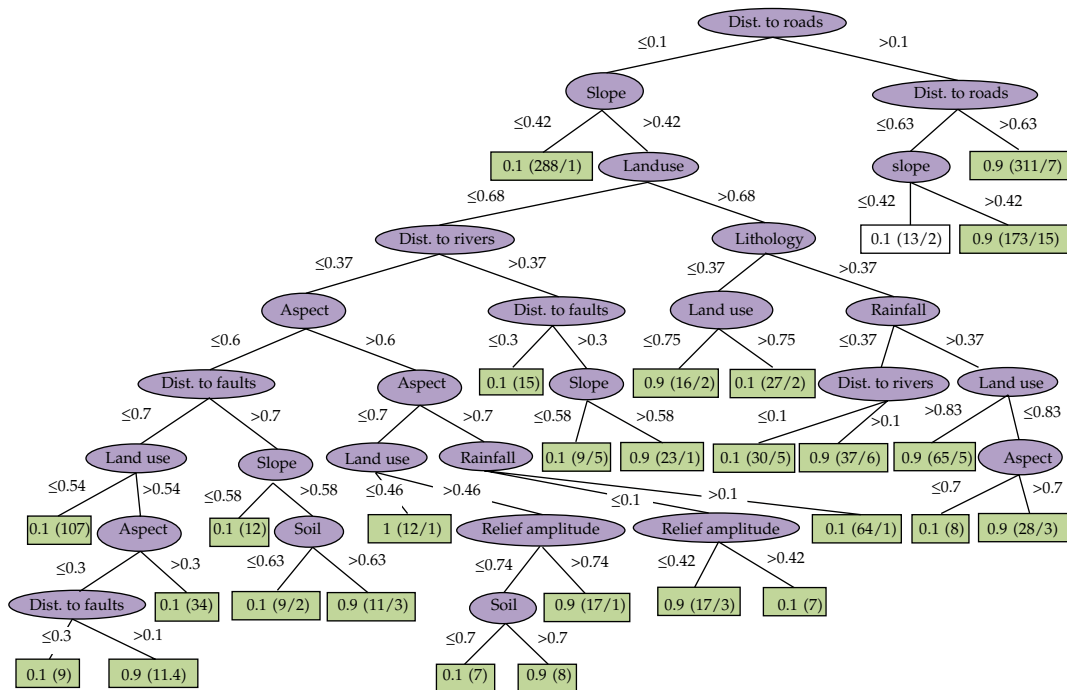 Dist. to roads
≤0.1 >0.1
Slope Dist. to roads
≤0.42 >0.42 ≤0.63 >0.63
0.1 (288/1) Landuse slope 0.9 (311/7)
≤0.68 >0.68 ≤0.42 >0.42
Dist. to rivers Lithology 0.1 (13/2) 0.9 (173/15)
≤0.37 >0.37 ≤0.37 >0.37
Aspect Dist. to faults Land use Rainfall
≤0.6 >0.6 ≤0.3 >0.3 ≤0.75 >0.75 ≤0.37 >0.37
Dist. to faults Aspect 0.1 (15) Slope 0.9 (16/2) 0.1 (27/2) Dist. to rivers Land use
≤0.7 >0.7 ≤0.7 >0.7 ≤0.58 >0.58 ≤0.1 >0.1 >0.83 ≤0.83
Land use Slope Land use Rainfall 0.1 (9/5) 0.9 (23/1) 0.1 (30/5) 0.9 (37/6) 0.9 (65/5) Aspect
≤0.54 >0.54 ≤0.58 >0.58 ≤0.46 >0.46 ≤0.1 >0.1 ≤0.7 >0.7
0.1 (107) Aspect 0.1 (12) Soil 1 (12/1) Relief amplitude Relief amplitude 0.1 (64/1) 0.1 (8) 0.9 (28/3)
≤0.3 >0.3 ≤0.63 >0.63 ≤0.74 >0.74 ≤0.42 >0.42
Dist. to faults 0.1 (34) 0.1 (9/2) 0.9 (11/3) Soil 0.9 (17/1) 0.9 (17/3) 0.1 (7)
≤0.3 >0.1 ≤0.7 >0.7
0.1 (9) 0.9 (11.4) 0.1 (7) 0.9 (8)